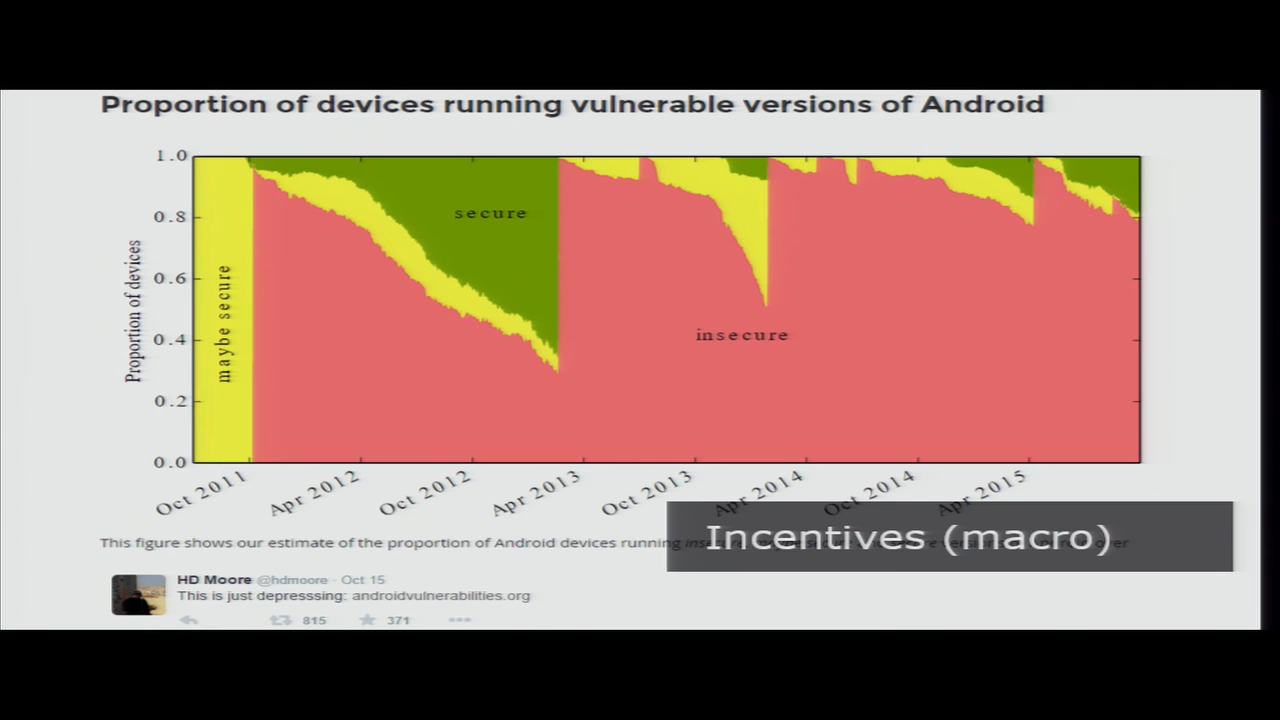 Proportion of devices running vulnerable versions of Android
1.0
0.8
0.6
0.4
0.2
0.0
Proportion of devices
maybe secure
secure
insecure
Oct 2011
Apr 2012
Oct 2012
Apr 2013
Oct 2013
Apr 2014
Oct 2014
Apr 2015
Incentives (macro)
This figure shows our estimate of the proportion of Android devices running over
HD Moore @hdmoore · Oct 15
This is just depresssing: androidvulnerabilities.org
815 371